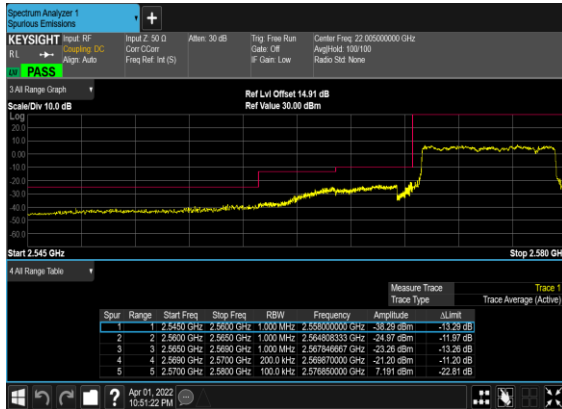 Spectrum Analyzer 1
Spurious Emissions
KEYSIGHT Input: RF Input Z: 50 Ω Atten: 30 dB Trig: Free Run Center Freq: 22.005000000 GHz
RL Coupling: DC Corr CCorr Gate: Off Avg|Hold: 100/100
Align: Auto Freq Ref: Int (S) IF Gain: Low Radio Std: None
LV PASS
3 All Range Graph
Ref Lvl Offset 14.91 dB
Scale/Div 10.0 dB Ref Value 30.00 dBm
Log
20.0
10.0
0.00
-10.0
-20.0
-30.0
-40.0
-50.0
-60.0
Start 2.545 GHz Stop 2.580 GH
4 All Range Table
Measure Trace Trace 1
Trace Type Trace Average (Active)
Spur Range Start Freq Stop Freq RBW Frequency Amplitude ΔLimit
1 1 2.5450 GHz 2.5600 GHz 1.000 MHz 2.558000000 GHz -38.29 dBm -13.29 dB
2 2 2.5600 GHz 2.5650 GHz 1.000 MHz 2.564808333 GHz -24.97 dBm -11.97 dB
3 3 2.5650 GHz 2.5690 GHz 1.000 MHz 2.567846667 GHz -23.26 dBm -13.26 dB
4 4 2.5690 GHz 2.5700 GHz 200.0 kHz 2.569870000 GHz -21.20 dBm -11.20 dB
5 5 2.5700 GHz 2.5800 GHz 100.0 kHz 2.576850000 GHz 7.191 dBm -22.81 dB
Apr 01, 2022
10:51:22 PM